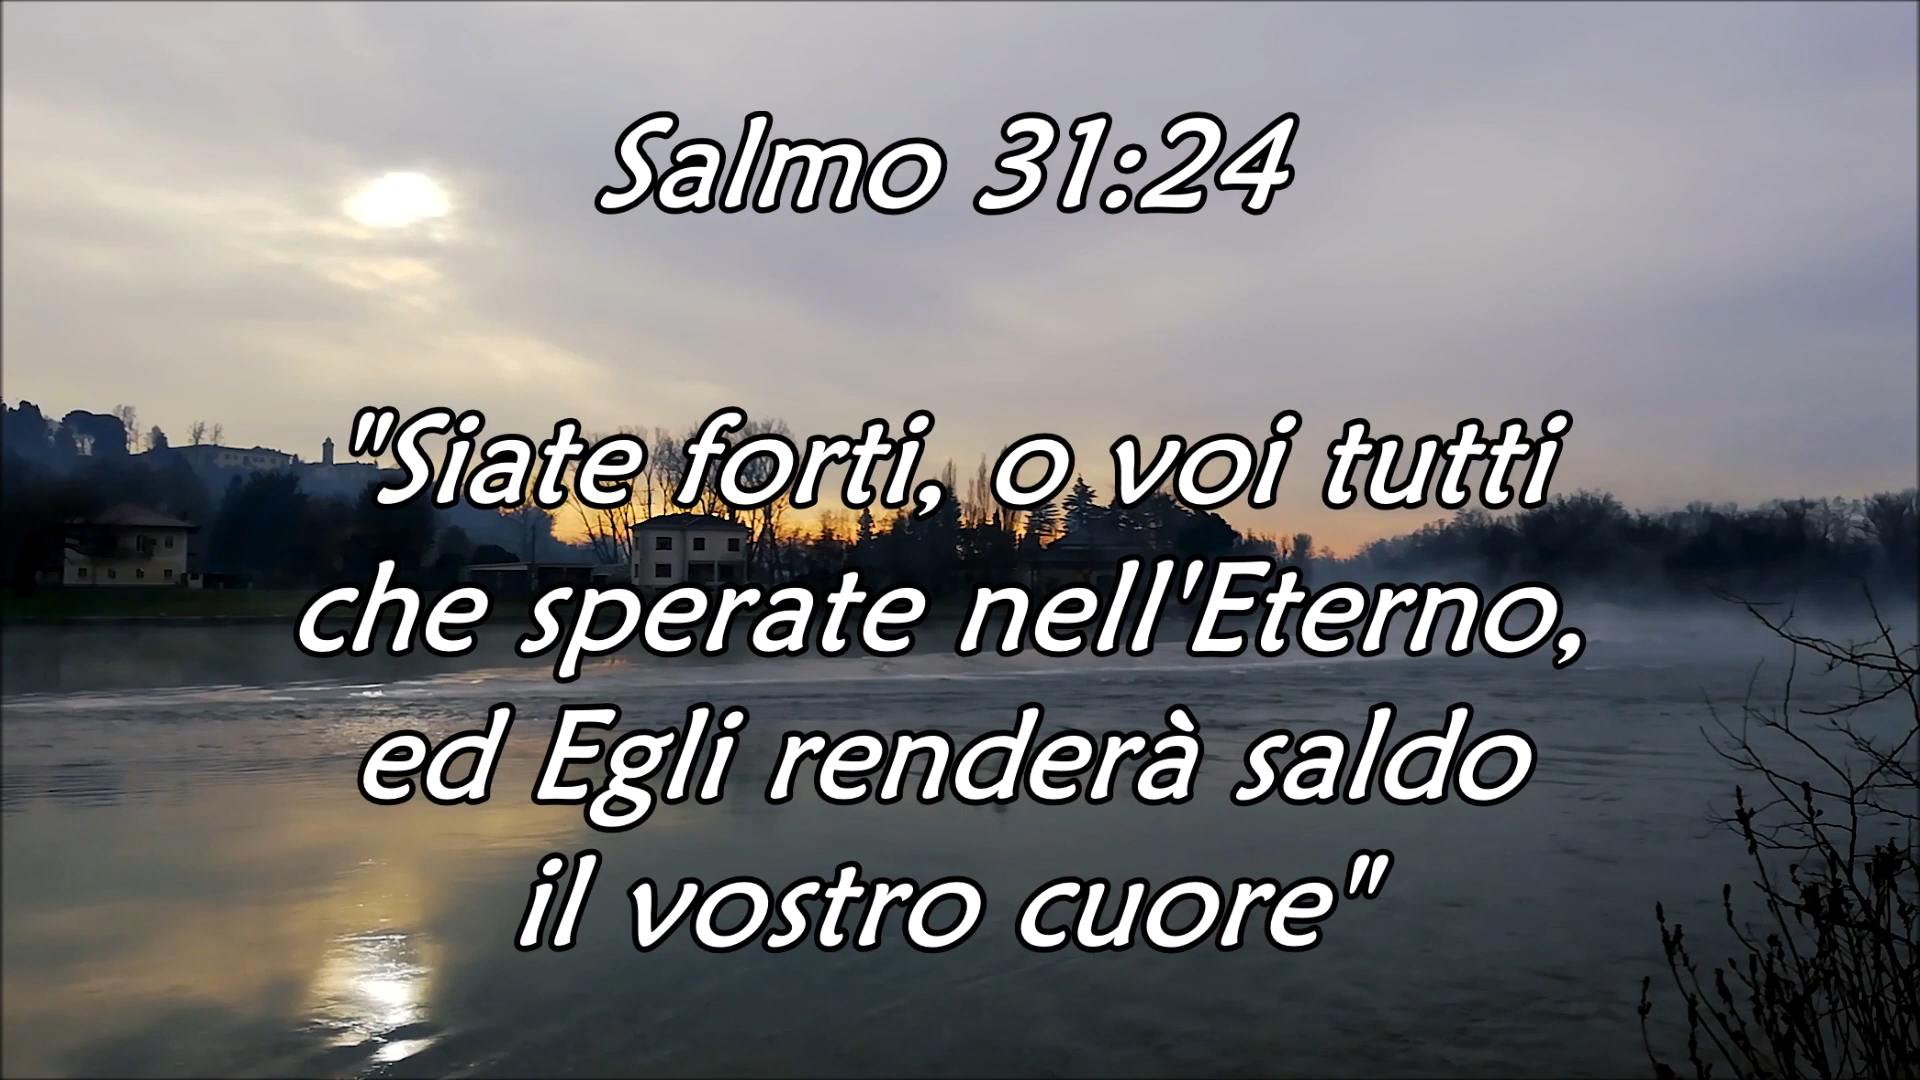 Salmo 31:24
"Siate forti, o voi tutti
che sperate nell'Eterno,
ed Egli renderà saldo
il vostro cuore"